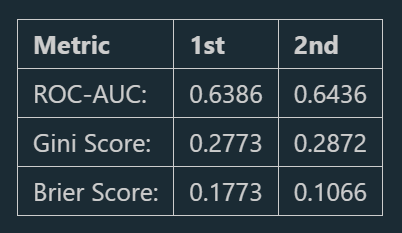 Metric 1st 2nd
ROC-AUC: 0.6386 0.6436
Gini Score: 0.2773 0.2872
Brier Score: 0.1773 0.1066